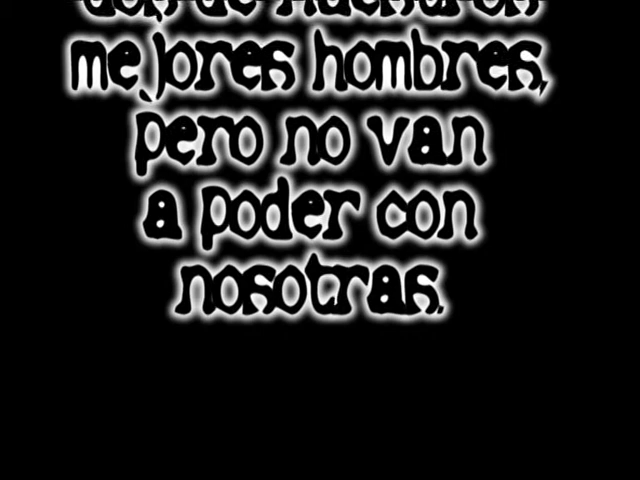 mejores hombres,
pero no van
a poder con
nosotras.